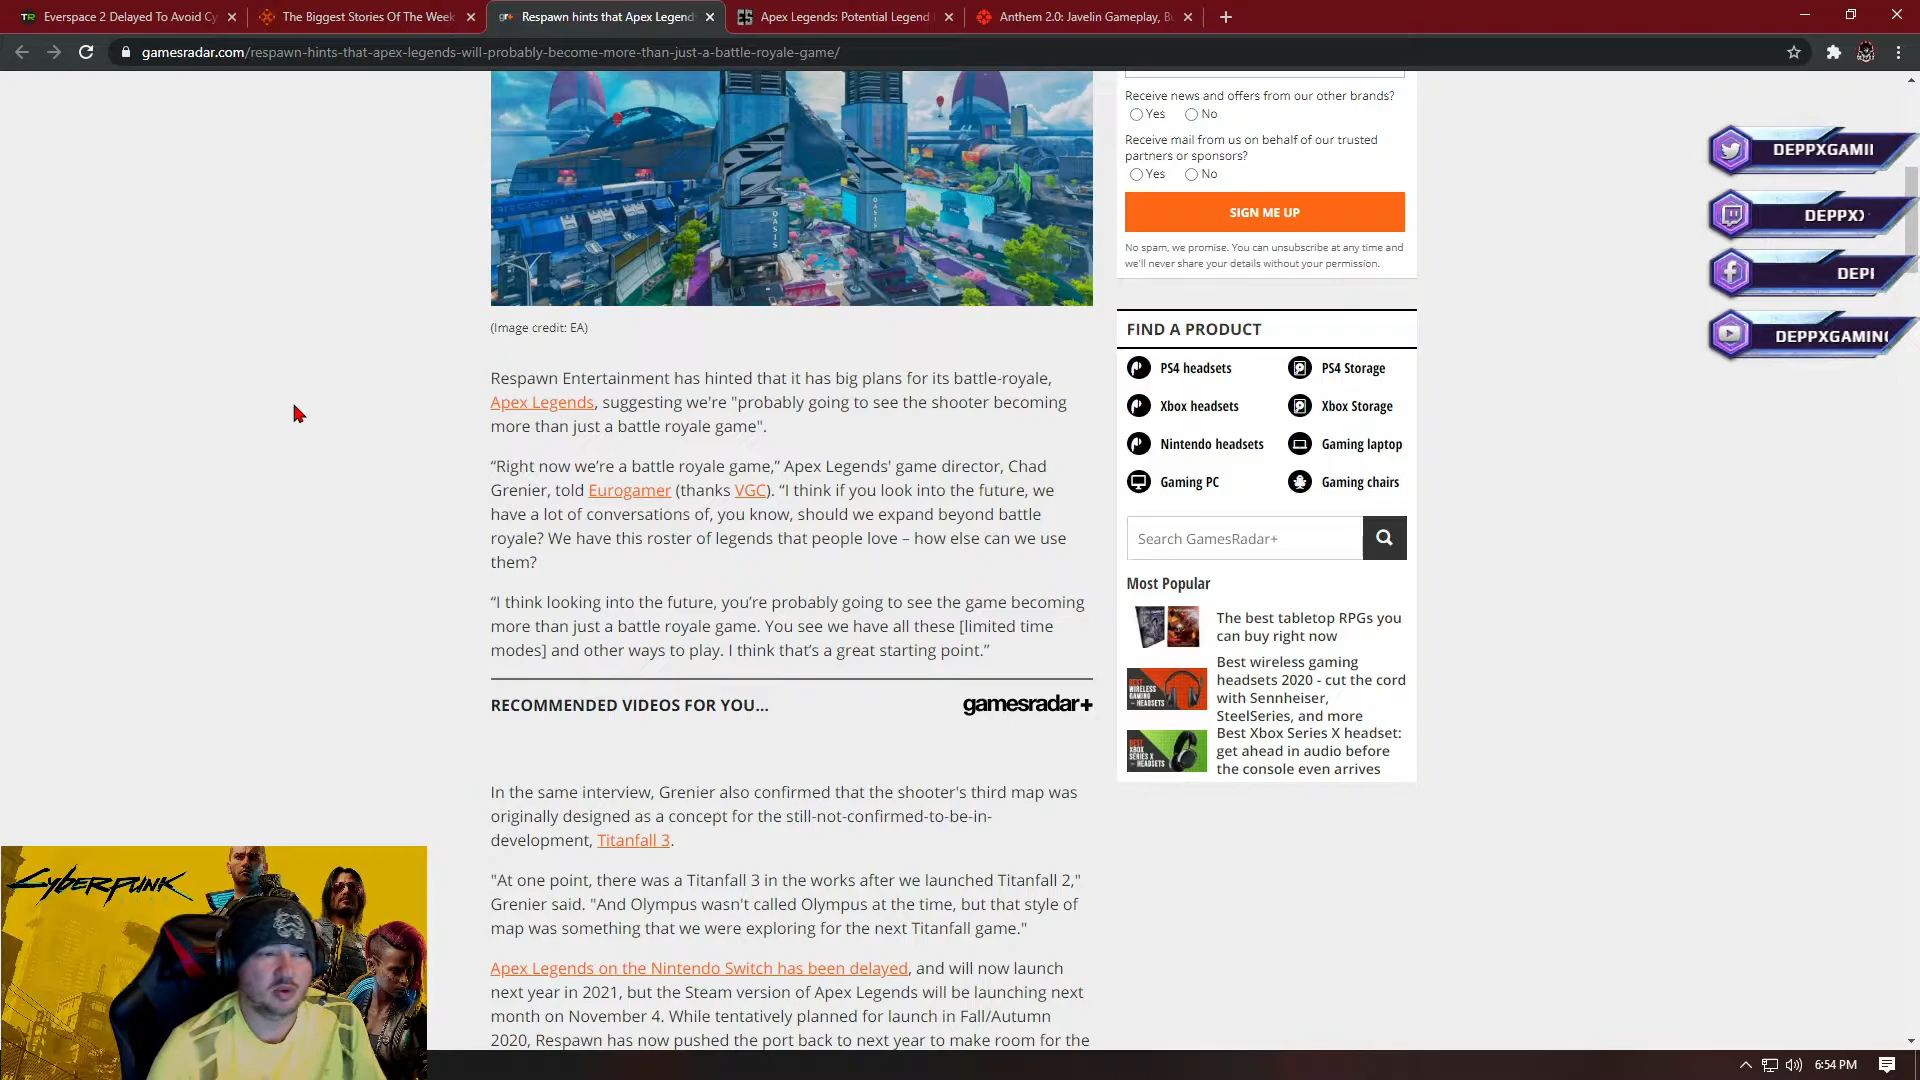 Everspace 2 Delayed To Avoid Cy
The Biggest Stories Of The Week
Respawn hints that Apex Legend
Apex Legends: Potential Legend
Anthem 2.0: Javelin Gameplay, B
gamesradar.com/respawn-hints-that-apex-legends-will-probably-become-more-than-just-a-battle-royale-game/
OASIS
OASIS
(Image credit: EA)
Respawn Entertainment has hinted that it has big plans for its battle-royale,
Apex Legends, suggesting we're "probably going to see the shooter becoming
more than just a battle royale game".
“Right now we’re a battle royale game,” Apex Legends' game director, Chad
Grenier, told Eurogamer (thanks VGC). “I think if you look into the future, we
have a lot of conversations of, you know, should we expand beyond battle
royale? We have this roster of legends that people love – how else can we use
them?
“I think looking into the future, you’re probably going to see the game becoming
more than just a battle royale game. You see we have all these [limited time
modes] and other ways to play. I think that’s a great starting point.”
RECOMMENDED VIDEOS FOR YOU...
gamesradar+
In the same interview, Grenier also confirmed that the shooter's third map was
originally designed as a concept for the still-not-confirmed-to-be-in-
development, Titanfall 3.
"At one point, there was a Titanfall 3 in the works after we launched Titanfall 2,"
Grenier said. "And Olympus wasn't called Olympus at the time, but that style of
map was something that we were exploring for the next Titanfall game."
Apex Legends on the Nintendo Switch has been delayed, and will now launch
next year in 2021, but the Steam version of Apex Legends will be launching next
month on November 4. While tentatively planned for launch in Fall/Autumn
2020, Respawn has now pushed the port back to next year to make room for the
Receive news and offers from our other brands?
Yes No
Receive mail from us on behalf of our trusted
partners or sponsors?
Yes No
SIGN ME UP
No spam, we promise. You can unsubscribe at any time and
we'll never share your details without your permission.
FIND A PRODUCT
PS4 headsets
PS4 Storage
Xbox headsets
Xbox Storage
Nintendo headsets
Gaming laptop
Gaming PC
Gaming chairs
Search GamesRadar+
Most Popular
The best tabletop RPGs you
can buy right now
Best wireless gaming
headsets 2020 - cut the cord
with Sennheiser,
SteelSeries, and more
Best Xbox Series X headset:
get ahead in audio before
the console even arrives
DEPPXGAMI
DEPPX
DEP
DEPPXGAMING
CYBERPUNK
6:54 PM